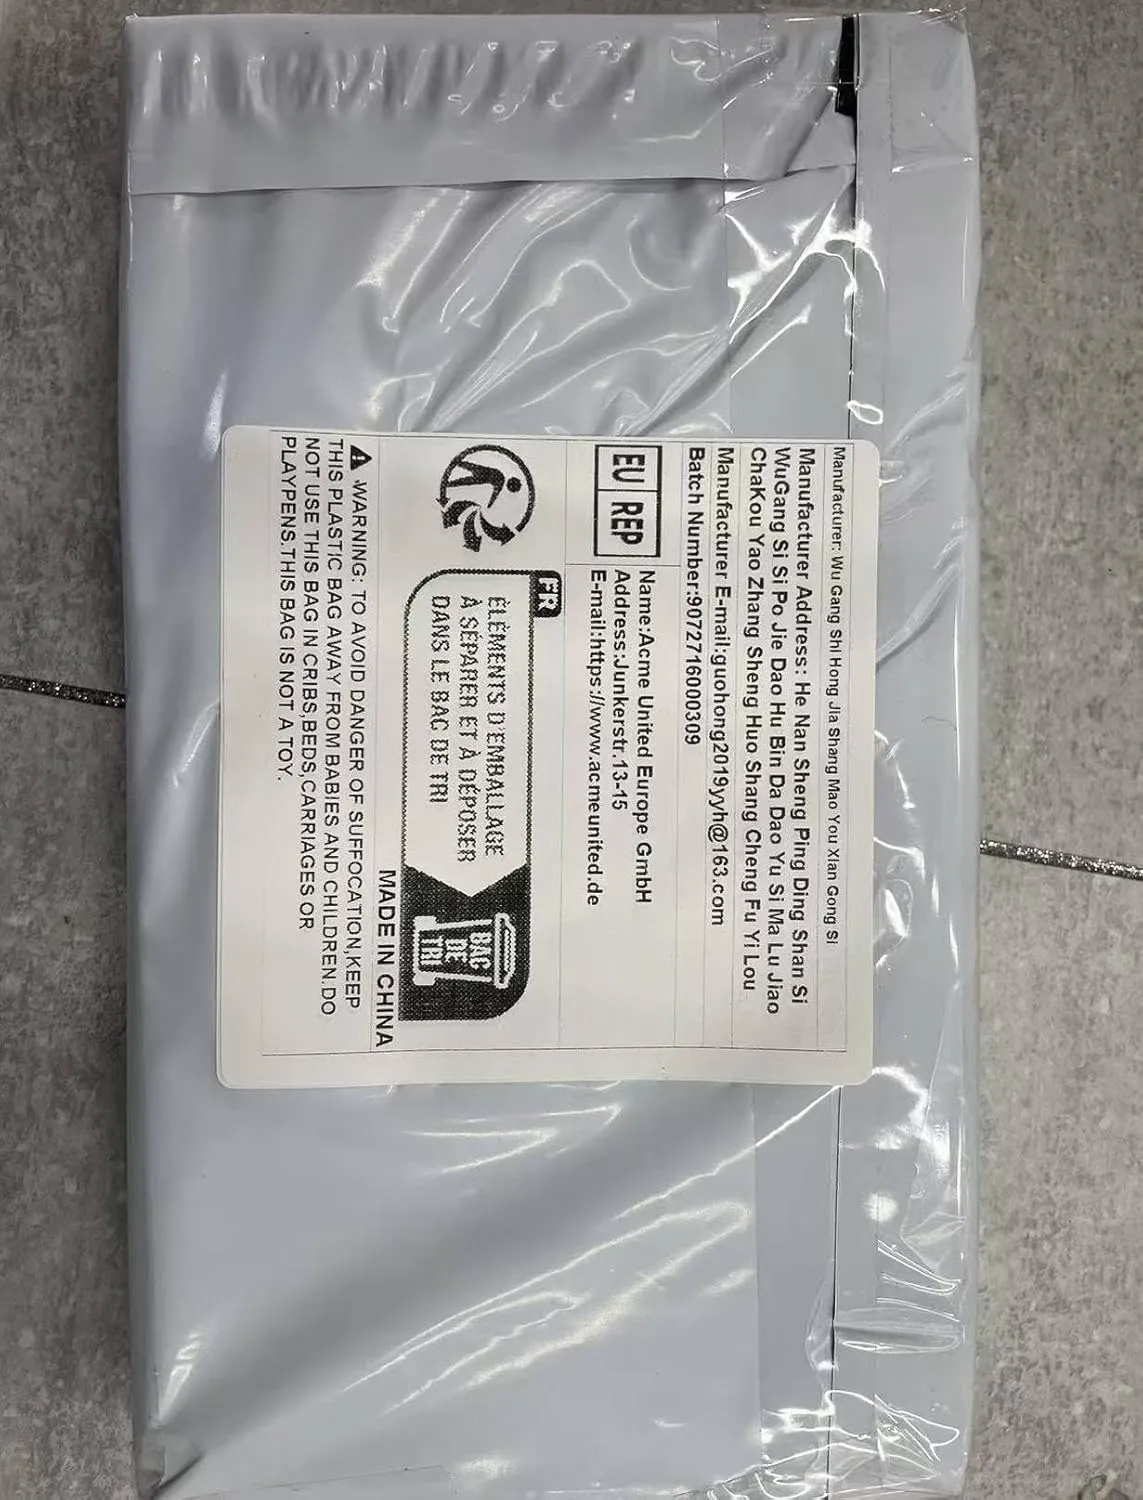 Manufacturer: Wu Gang Shi Hong Jia Shang Mao You Xian Gong Si
Manufacturer Address: He Nan Sheng Ping Ding Shan Si
WuGang Si Si Po Jie Dao Hu Bin Da Dao Yu Si Ma Lu Jiao
ChaKou Yao Zhang Sheng Huo Shang Cheng Fu Yi Lou
Manufacturer E-mail:guohong2019yyh@163.com
Batch Number:9072716000309
EU REP
Name:Acme United Europe GmbH
Address:Junkerstr.13-15
E-mail:https://www.acmeunited.de
FR
ÉLÉMENTS D'EMBALLAGE
À SÉPARER ET À DÉPOSER
DANS LE BAC DE TRI
BAC
DE
TRI
MADE IN CHINA
WARNING: TO AVOID DANGER OF SUFFOCATION,KEEP
THIS PLASTIC BAG AWAY FROM BABIES AND CHILDREN.DO
NOT USE THIS BAG IN CRIBS,BEDS,CARRIAGES OR
PLAYPENS.THIS BAG IS NOT A TOY.